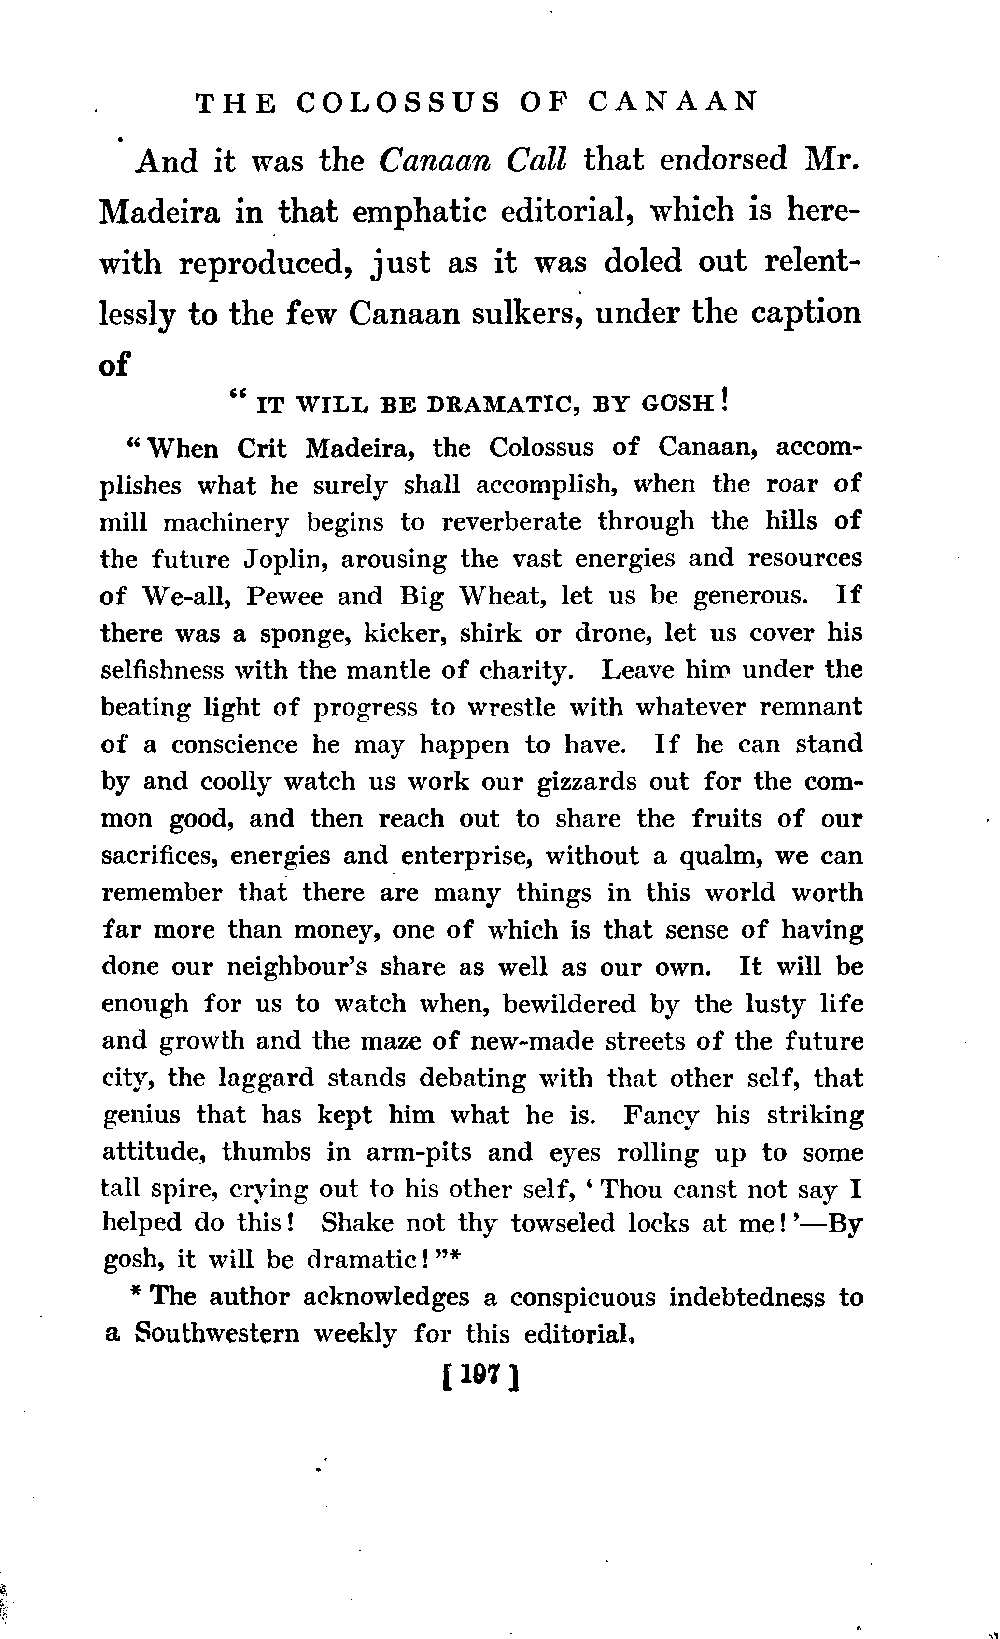 THE COLOSSUS OF CANAAN
And it was the Canaan Call that endorsed Mr.
Madeira in that emphatic editorial, which is here-
with reproduced, just as it was doled out relent-
lessly to the few Canaan sulkers, under the caption
of
“ IT WILL BE DRAMATIC, BY GOSH!
“When Crit Madeira, the Colossus of Canaan, accom-
plishes what he surely shall accomplish, when the roar of
mill machinery begins to reverberate through the hills of
the future Joplin, arousing the vast energies and resources
of We-all, Pewee and Big Wheat, let us be generous. If
there was a sponge, kicker, shirk or drone, let us cover his
selfishness with the mantle of charity. Leave him under the
beating light of progress to wrestle with whatever remnant
of a conscience he may happen to have. If he can stand
by and coolly watch us work our gizzards out for the com-
mon good, and then reach out to share the fruits of our
sacrifices, energies and enterprise, without a qualm, we can
remember that there are many things in this world worth
far more than money, one of which is that sense of having
done our neighbour's share as well as our own. It will be
enough for us to watch when, bewildered by the lusty life
and growth and the maze of new-made streets of the future
city, the laggard stands debating with that other self, that
genius that has kept him what he is. Fancy his striking
attitude, thumbs in arm-pits and eyes rolling up to some
tall spire, crying out to his other self, ‘Thou canst not say I
helped do this! Shake not thy towseled locks at me!’—By
gosh, it will be dramatic!”*
* The author acknowledges a conspicuous indebtedness to
a Southwestern weekly for this editorial.
[ 197 ]